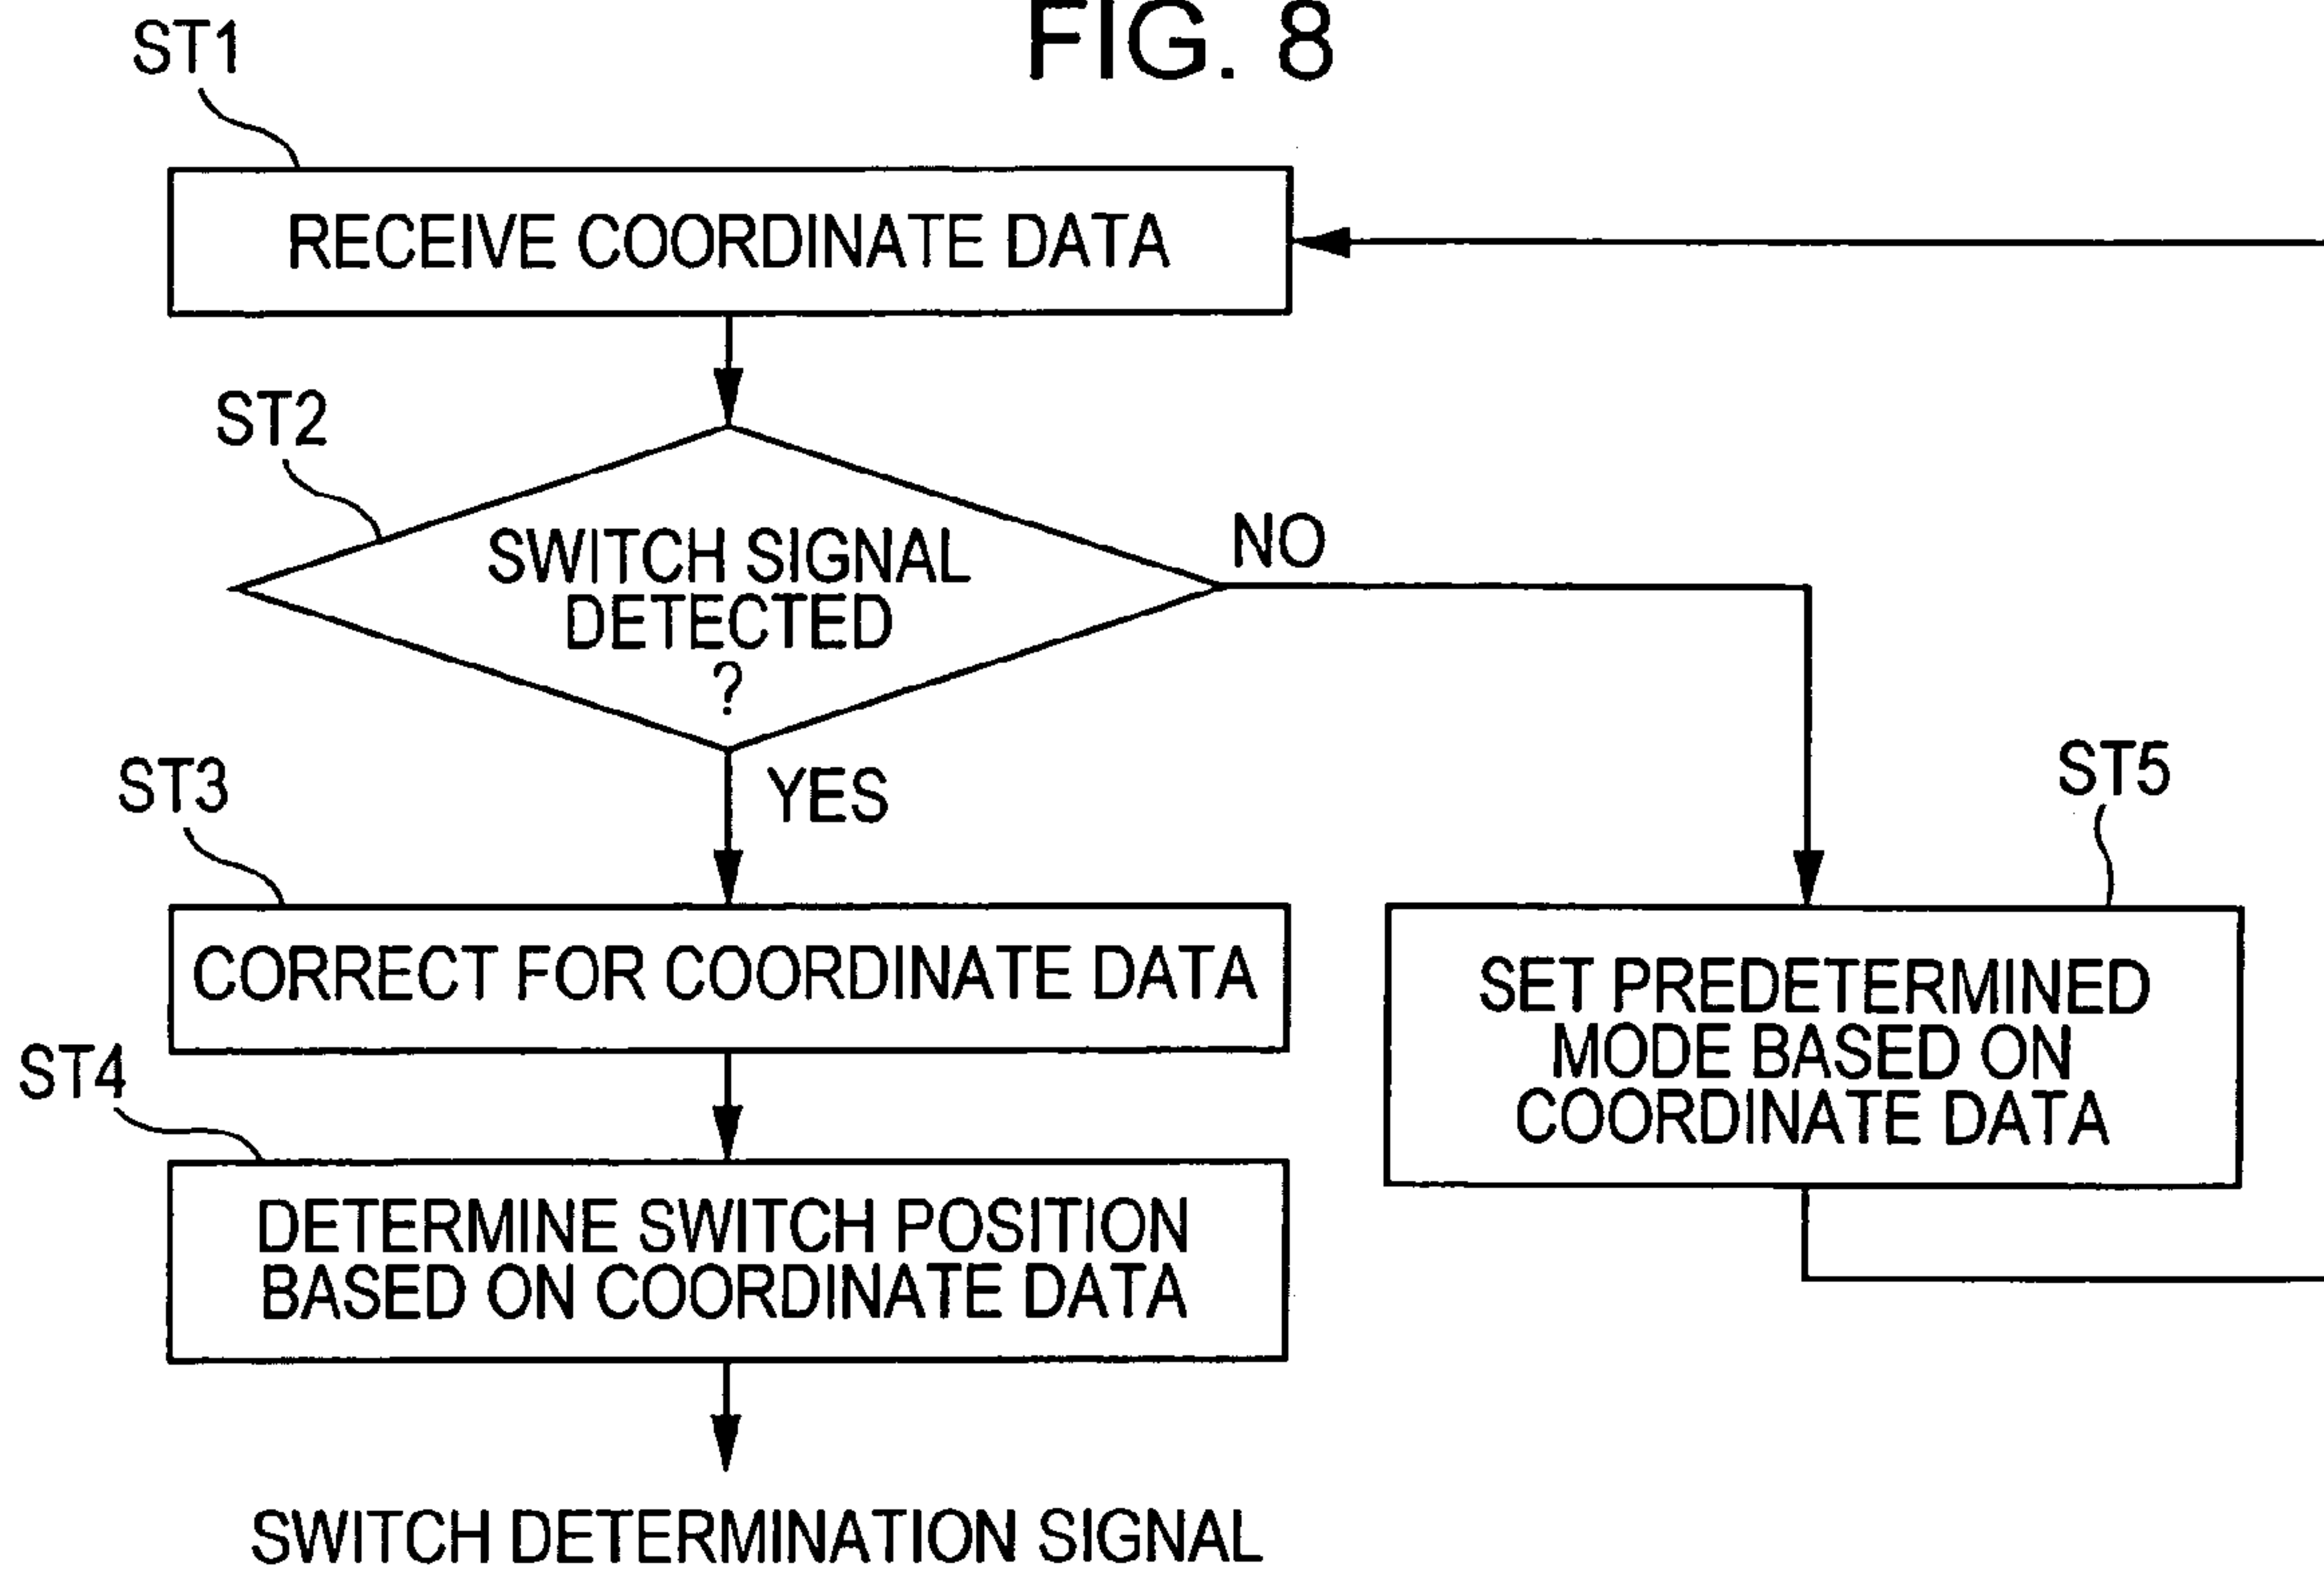 FIG. 8
ST1
RECEIVE COORDINATE DATA
ST2
SWITCH SIGNAL
DETECTED
?
NO
YES
ST3
CORRECT FOR COORDINATE DATA
ST5
SET PREDETERMINED
MODE BASED ON
COORDINATE DATA
ST4
DETERMINE SWITCH POSITION
BASED ON COORDINATE DATA
SWITCH DETERMINATION SIGNAL